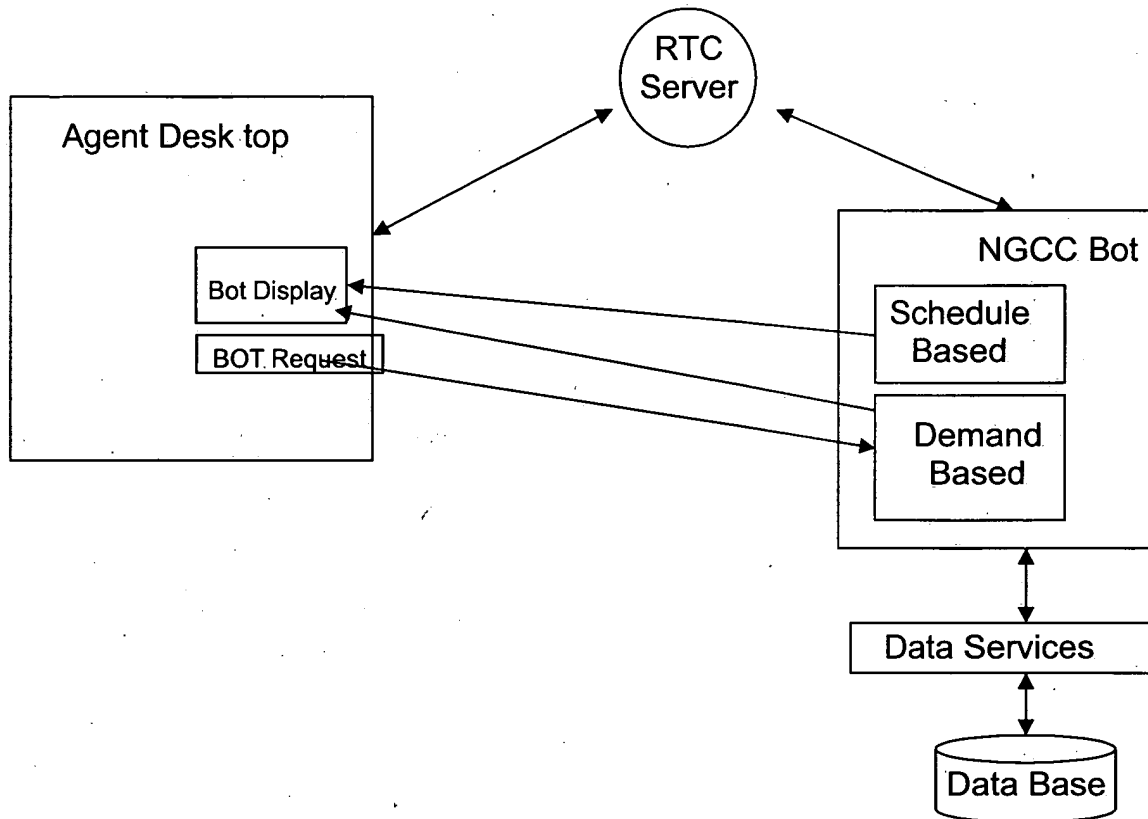 RTC
Server
Agent Desk top
NGCC Bot
Bot Display
Schedule
Based
BOT Request
Demand
Based
Data Services
Data Base